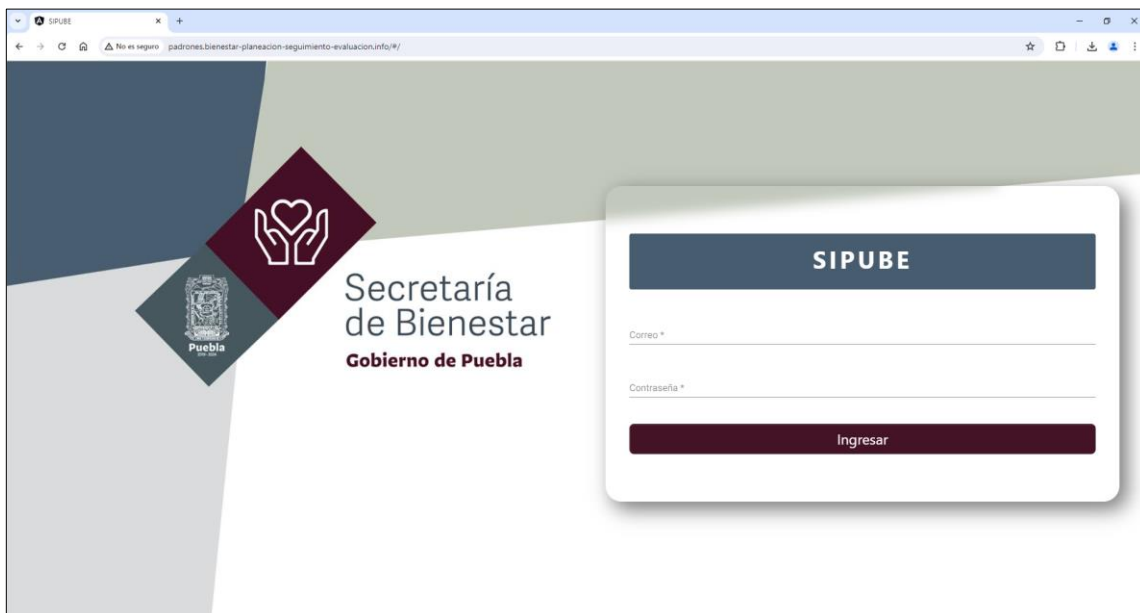 SIPUBE
No es seguro padrones.bienestar-planeacion-seguimiento-evaluacion.info/#/
Puebla
Secretaría
de Bienestar
Gobierno de Puebla
SIPUBE
Correo *
Contraseña *
Ingresar